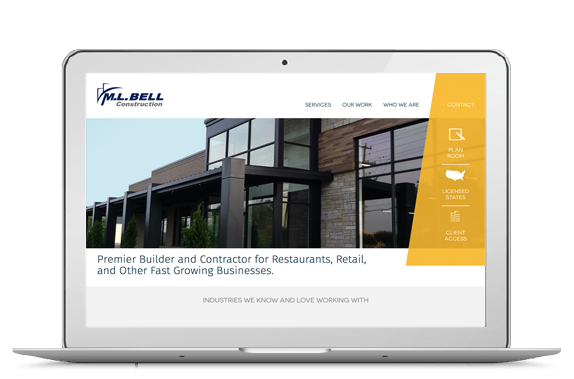 M.L.BELL
Construction
SERVICES OUR WORK WHO WE ARE CONTACT
PLAN
ROOM
LICENSED
STATES
CLIENT
ACCESS
Premier Builder and Contractor for Restaurants, Retail,
and Other Fast Growing Businesses.
INDUSTRIES WE KNOW AND LOVE WORKING WITH